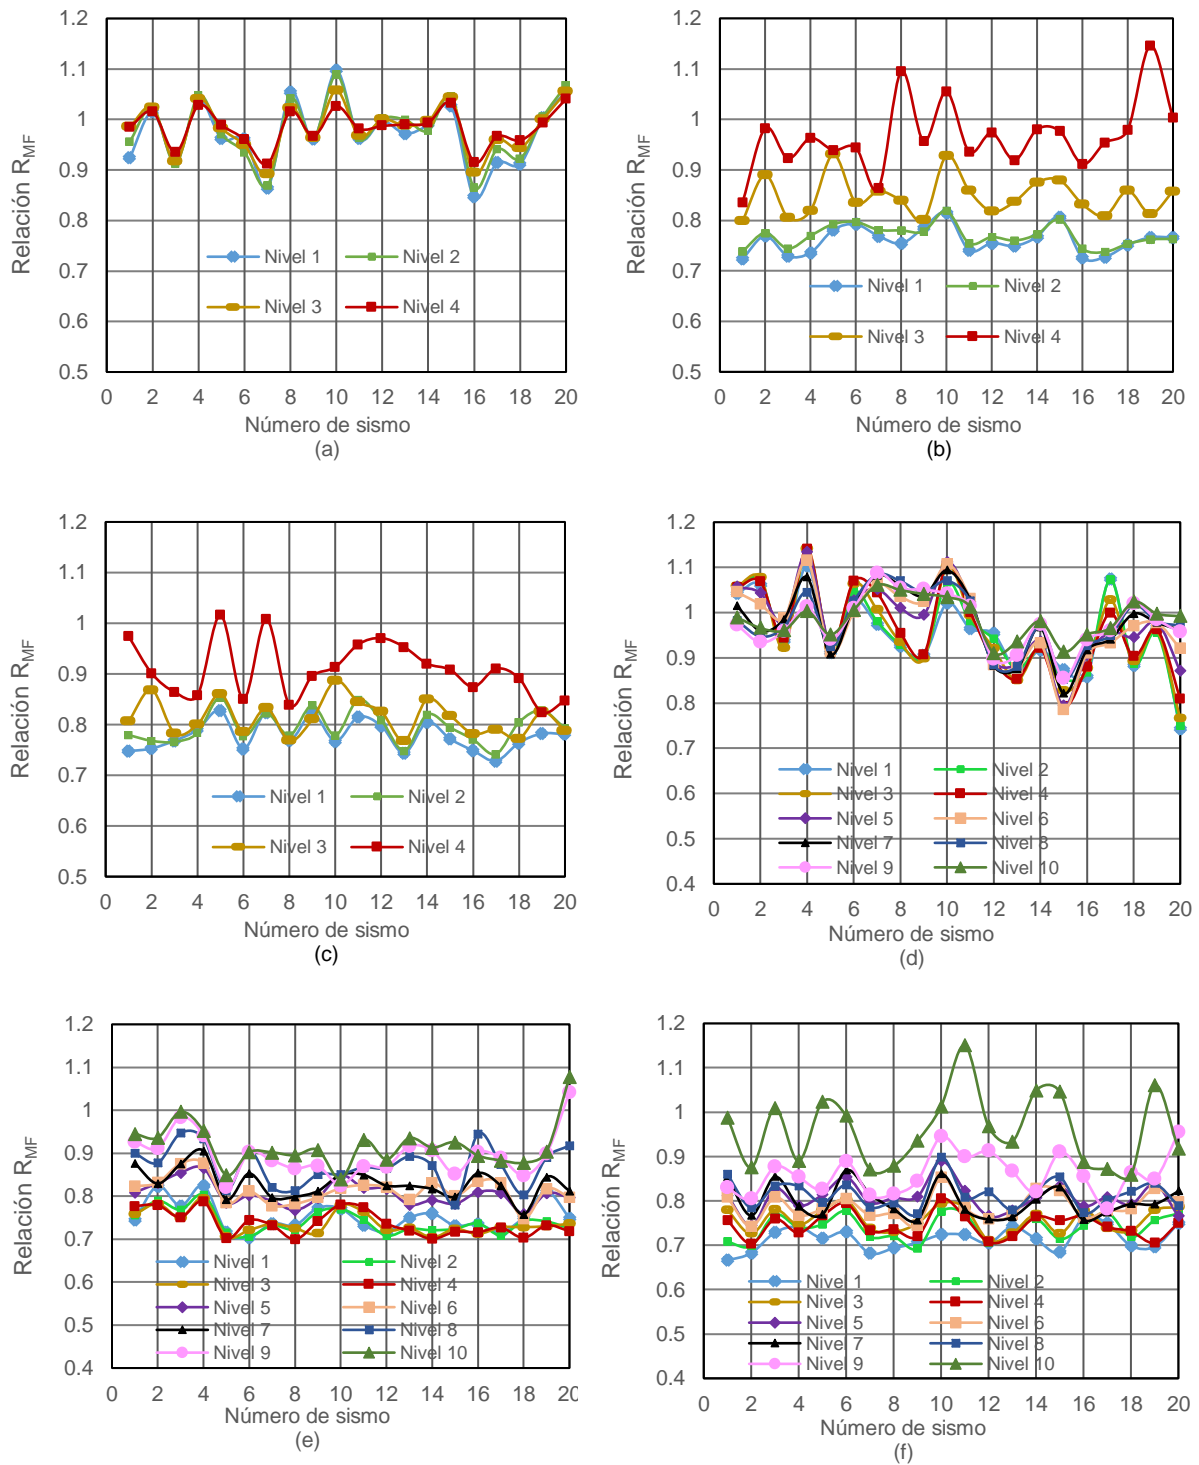 1.2
1.1
1
0.9
0.8
0.7
0.6
0.5
Relación R_MF
Nivel 1 Nivel 2
Nivel 3 Nivel 4
0 2 4 6 8 10 12 14 16 18 20
Número de sismo
(a)
1.2
1.1
1
0.9
0.8
0.7
0.6
0.5
Relación R_MF
Nivel 1 Nivel 2
Nivel 3 Nivel 4
0 2 4 6 8 10 12 14 16 18 20
Número de sismo
(b)
1.2
1.1
1
0.9
0.8
0.7
0.6
0.5
Relación R_MF
Nivel 1 Nivel 2
Nivel 3 Nivel 4
0 2 4 6 8 10 12 14 16 18 20
Número de sismo
(c)
1.2
1.1
1
0.9
0.8
0.7
0.6
0.5
0.4
Relación R_MF
Nivel 1 Nivel 2
Nivel 3 Nivel 4
Nivel 5 Nivel 6
Nivel 7 Nivel 8
Nivel 9 Nivel 10
0 2 4 6 8 10 12 14 16 18 20
Número de sismo
(d)
1.2
1.1
1
0.9
0.8
0.7
0.6
0.5
0.4
Relación R_MF
Nivel 1 Nivel 2
Nivel 3 Nivel 4
Nivel 5 Nivel 6
Nivel 7 Nivel 8
Nivel 9 Nivel 10
0 2 4 6 8 10 12 14 16 18 20
Número de sismo
(e)
1.2
1.1
1
0.9
0.8
0.7
0.6
0.5
0.4
Relación R_MF
Nivel 1 Nivel 2
Nivel 3 Nivel 4
Nivel 5 Nivel 6
Nivel 7 Nivel 8
Nivel 9 Nivel 10
0 2 4 6 8 10 12 14 16 18 20
Número de sismo
(f)